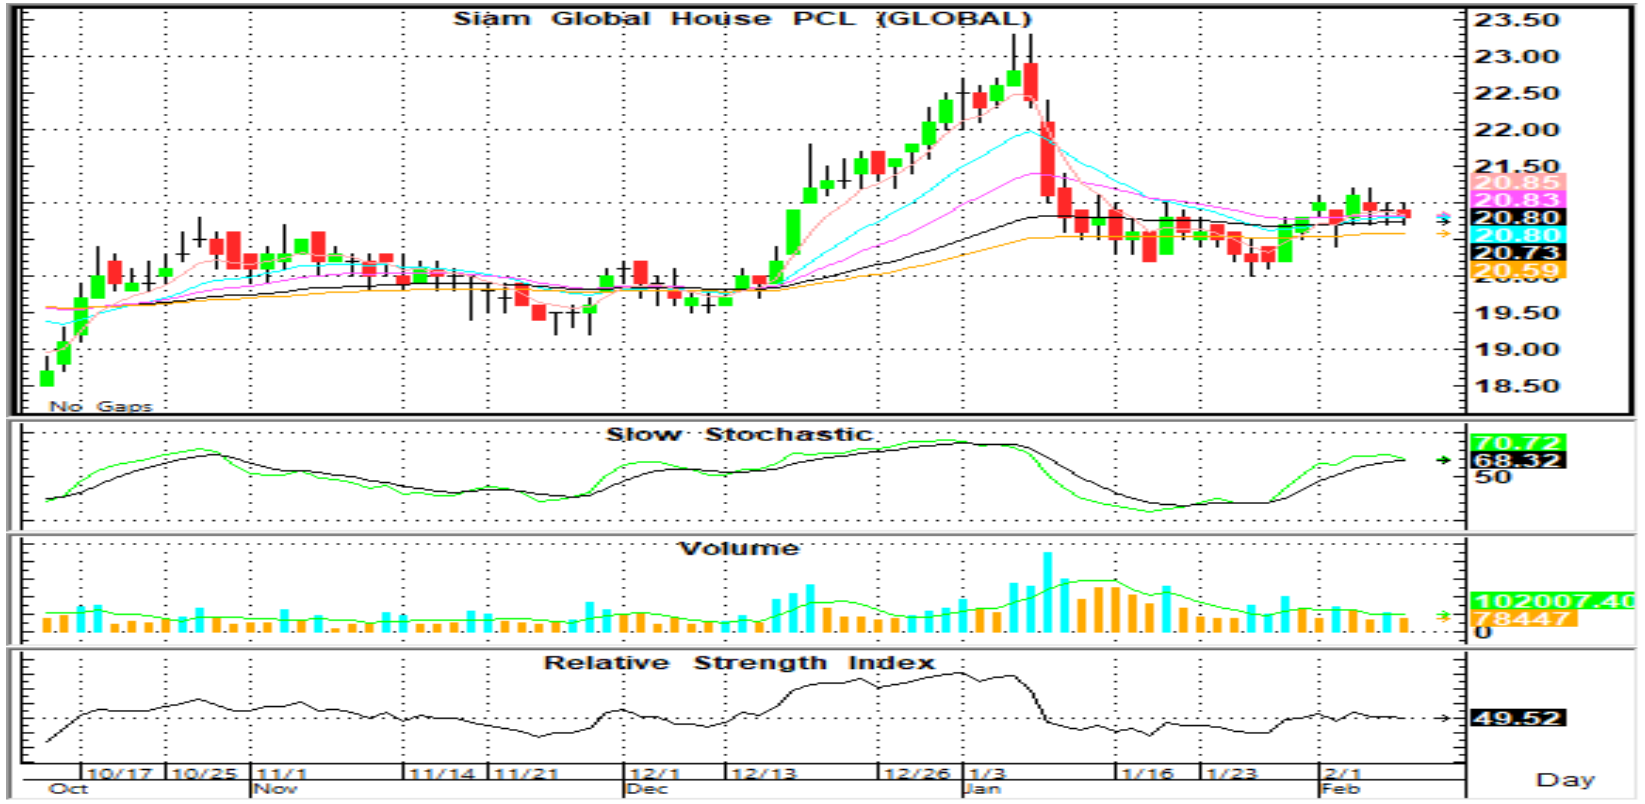 Siam Global House PCL (GLOBAL)
23.50
23.00
22.50
22.00
21.50
20.85
20.83
20.80
20.80
20.73
20.59
19.50
19.00
18.50
No Gaps
Slow Stochastic
70.72
68.32
50
Volume
102007.40
78447
0
Relative Strength Index
49.52
10/17 10/25 11/1 11/14 11/21 12/1 12/13 12/26 1/3 1/16 1/23 2/1
Oct Nov Dec Jan Feb
Day